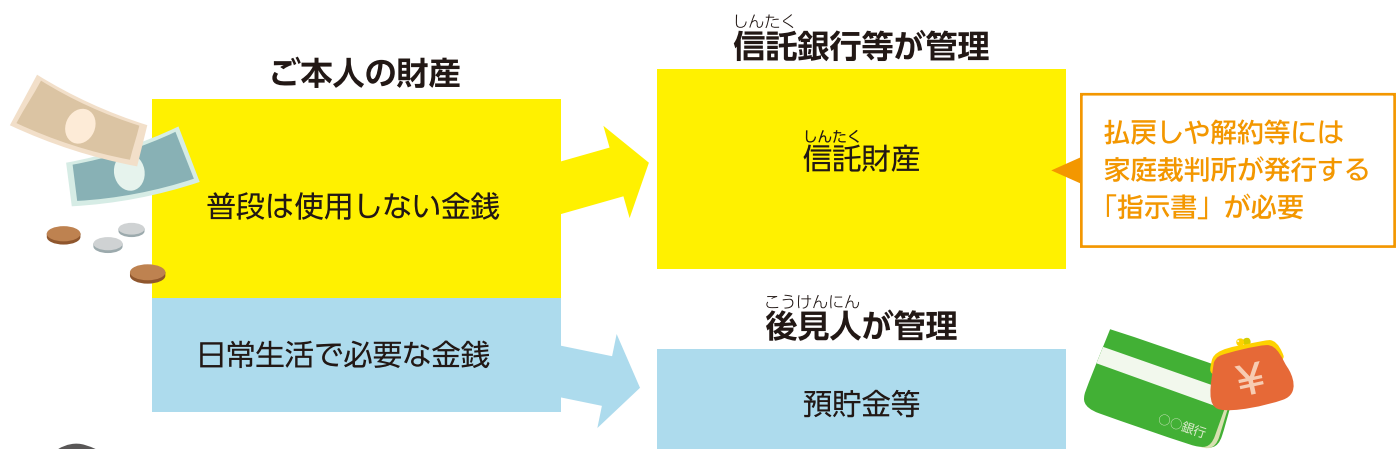 ご本人の財産
普段は使用しない金銭
日常生活で必要な金銭
しんたく
信託銀行等が管理
しんたく
信託財産
払戻しや解約等には
家庭裁判所が発行する
「指示書」が必要
こうけんにん
後見人が管理
預貯金等
¥
○○銀行